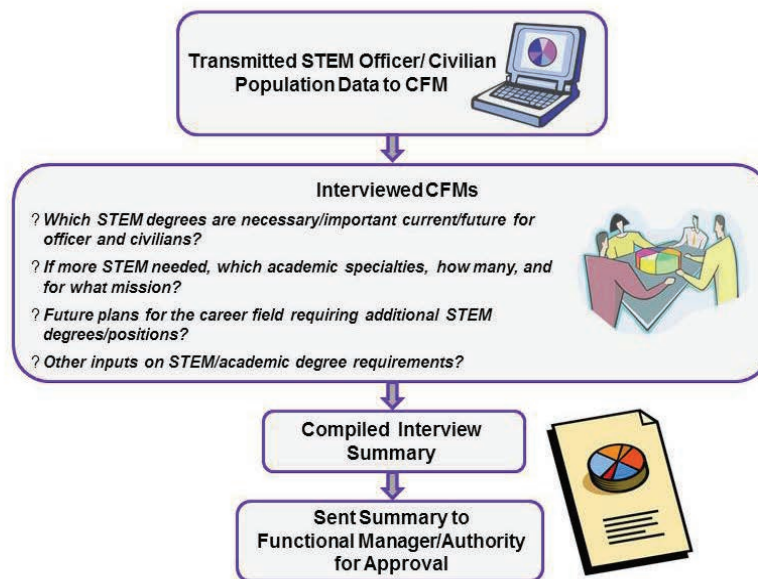 Transmitted STEM Officer/ Civilian
Population Data to CFM
Interviewed CFMs
? Which STEM degrees are necessary/important current/future for
officer and civilians?
? If more STEM needed, which academic specialties, how many, and
for what mission?
? Future plans for the career field requiring additional STEM
degrees/positions?
? Other inputs on STEM/academic degree requirements?
Compiled Interview
Summary
Sent Summary to
Functional Manager/Authority
for Approval